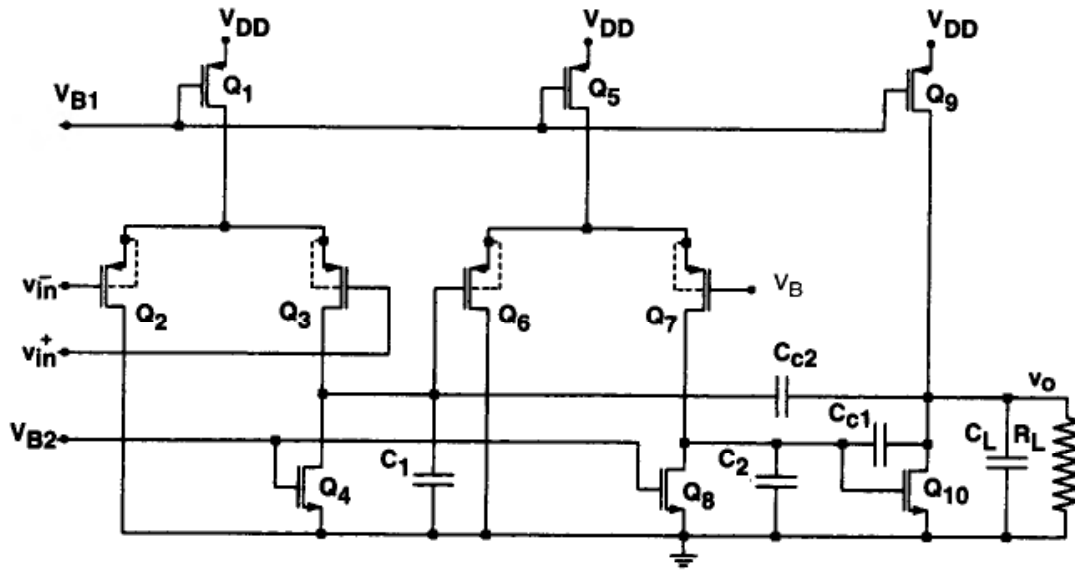 VDD VDD VDD
Q1 Q5 Q9
VB1
vin- Q2 Q3 Q6 Q7 VB
vin+
Cc2 vo
VB2 C1 Cc1 CL RL
Q4 Q8 C2 Q10